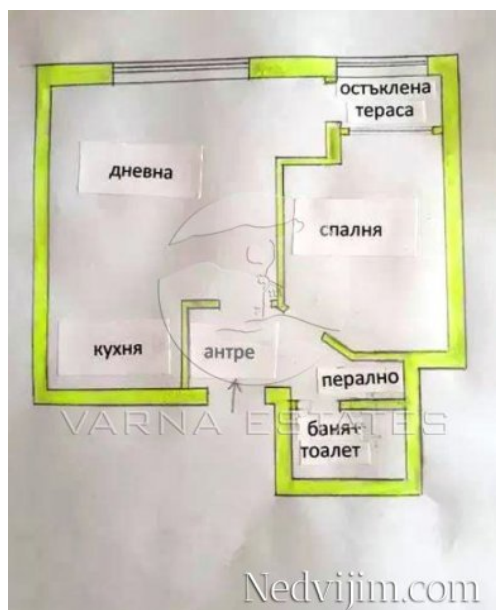 остъклена
тераса
дневна
спалня
кухня
антре
перално
VARNA ESTATES
баня+
тоалет
Nedvijim.com